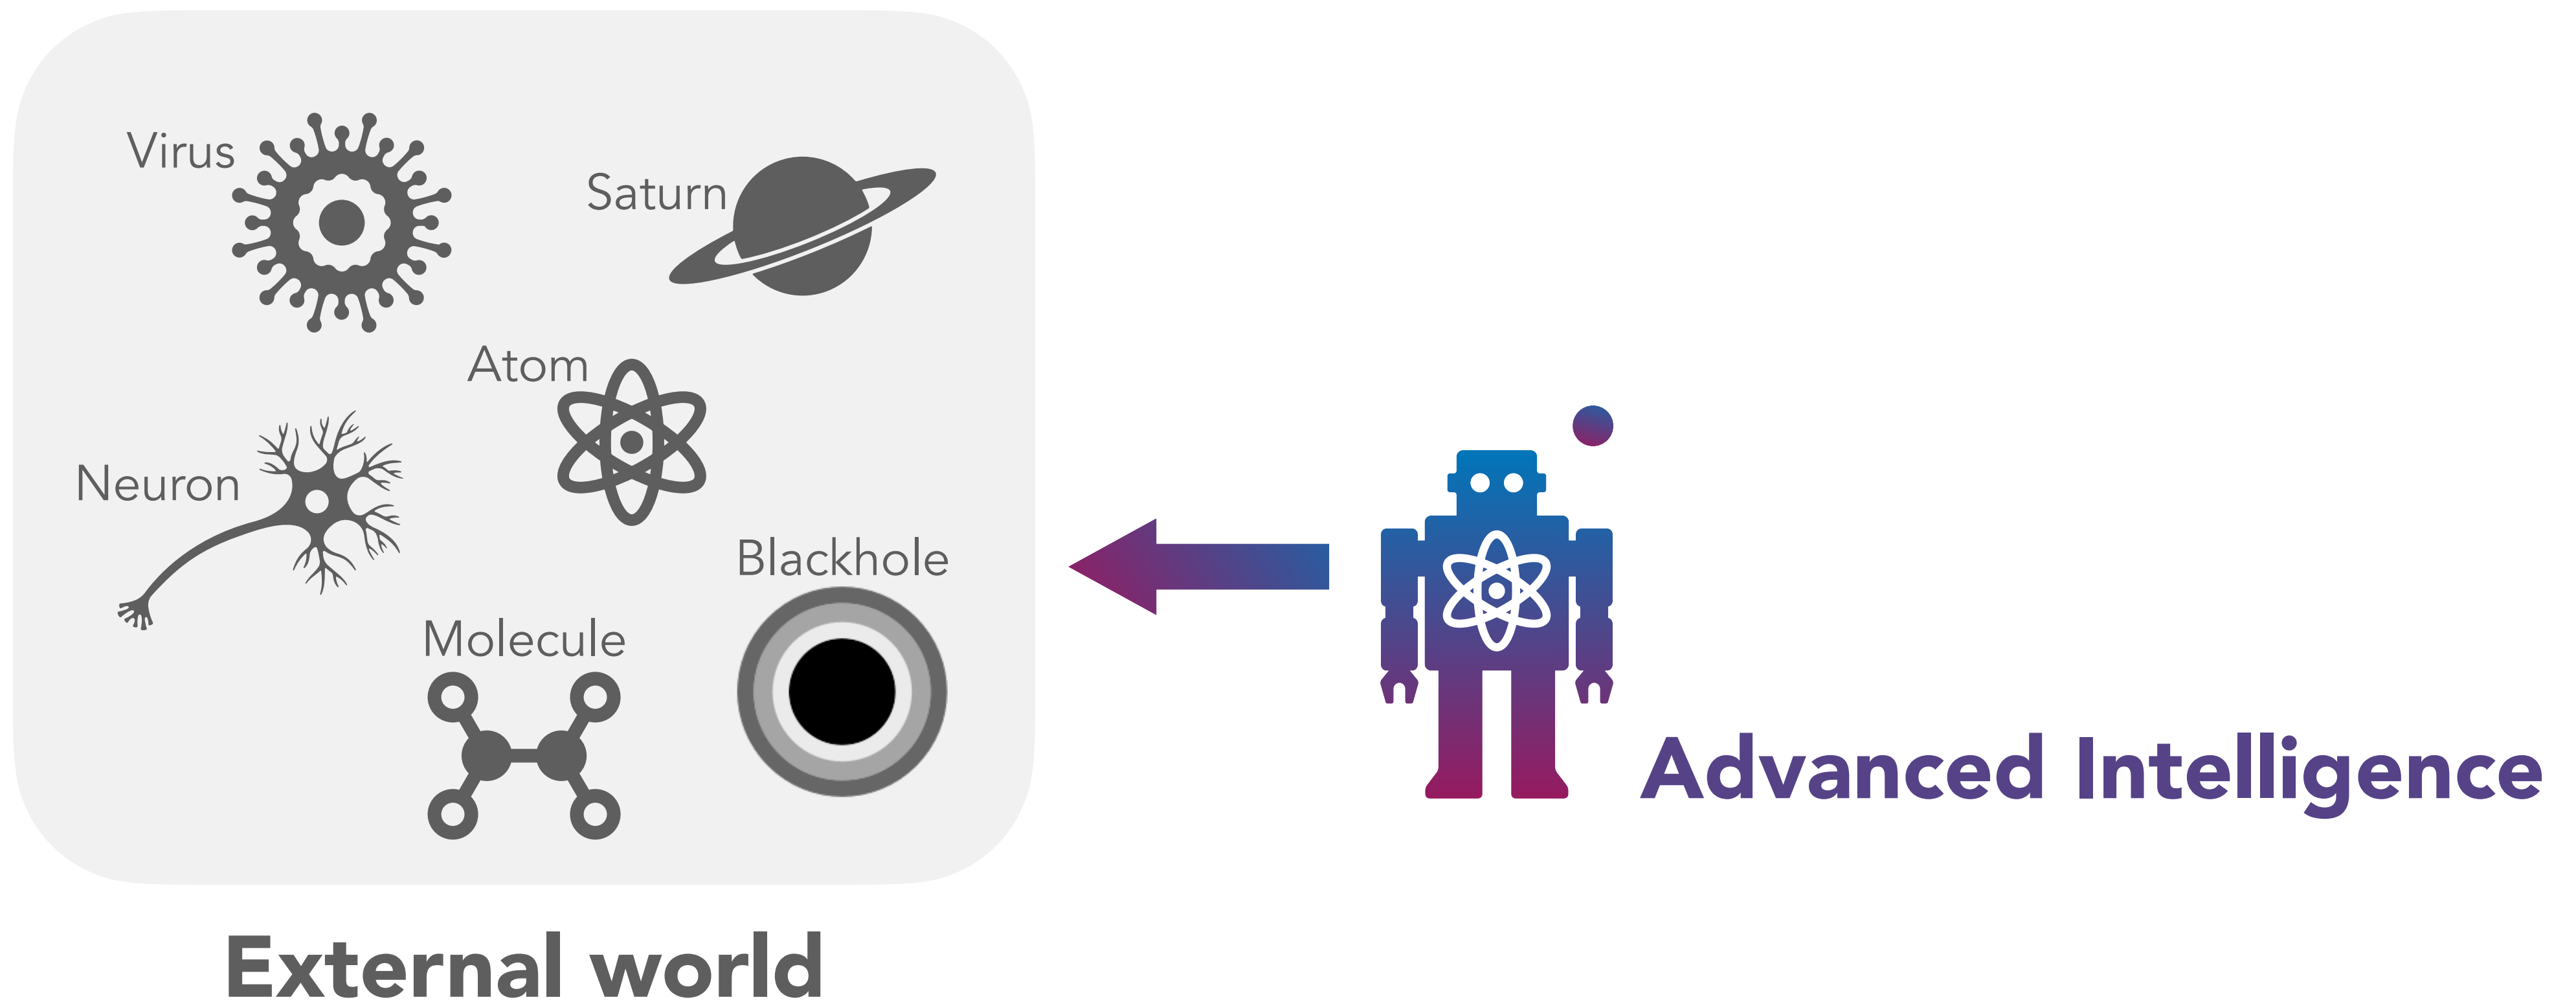 Virus
Saturn
Atom
Neuron
Blackhole
Molecule
Advanced Intelligence
External world